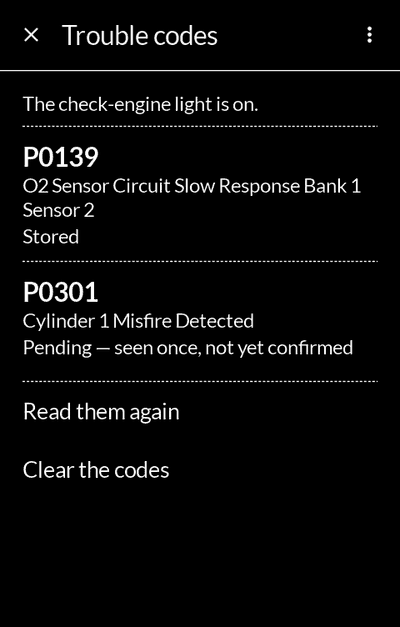 Trouble codes
The check-engine light is on.
P0139
O2 Sensor Circuit Slow Response Bank 1
Sensor 2
Stored
P0301
Cylinder 1 Misfire Detected
Pending — seen once, not yet confirmed
Read them again
Clear the codes